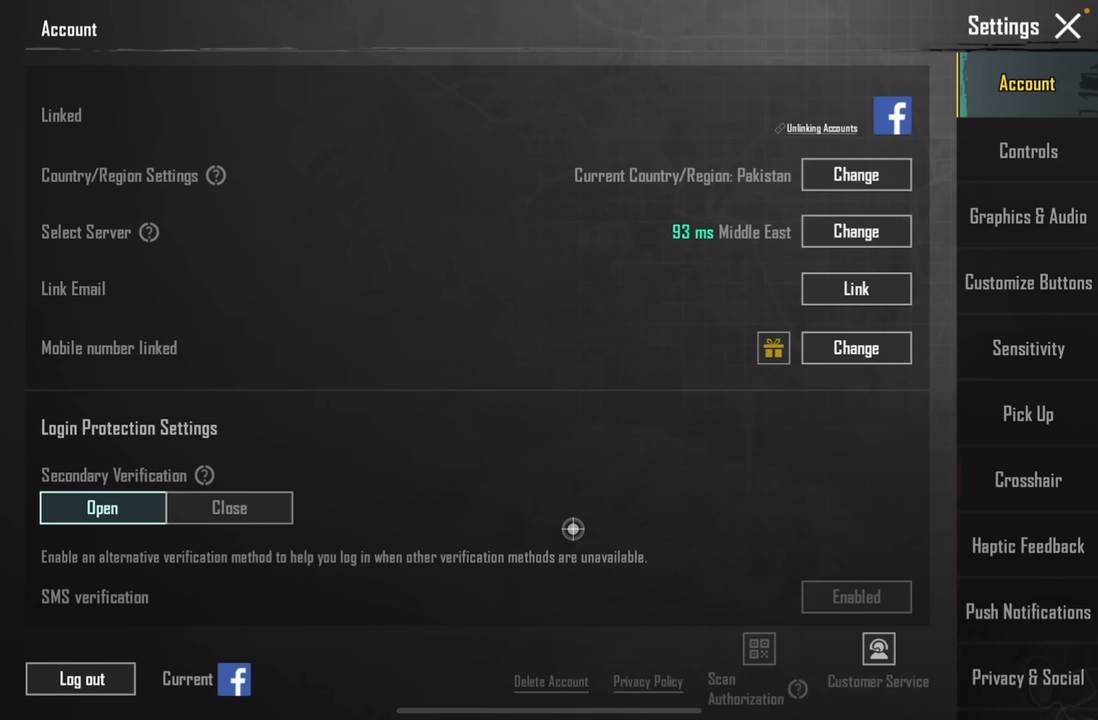 Account
Settings
Linked
Unlinking Accounts
Country/Region Settings
Current Country/Region: Pakistan
Change
Select Server
93 ms Middle East
Change
Link Email
Link
Mobile number linked
Change
Login Protection Settings
Secondary Verification
Open
Close
Enable an alternative verification method to help you log in when other verification methods are unavailable.
SMS verification
Enabled
Log out
Current
Delete Account
Privacy Policy
Scan
Authorization
Customer Service
Account
Controls
Graphics & Audio
Customize Buttons
Sensitivity
Pick Up
Crosshair
Haptic Feedback
Push Notifications
Privacy & Social